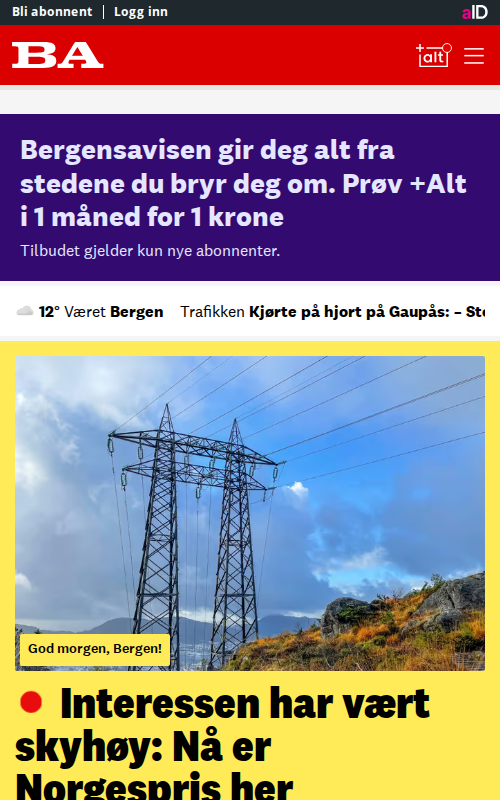 Bli abonnent | Logg inn
aID
BA
+alt
Bergensavisen gir deg alt fra
stedene du bryr deg om. Prøv +Alt
i 1 måned for 1 krone
Tilbudet gjelder kun nye abonnenter.
12° Været Bergen Trafikken Kjørte på hjort på Gaupås: – Sto
God morgen, Bergen!
Interessen har vært
skyhøy: Nå er
Norgespris her